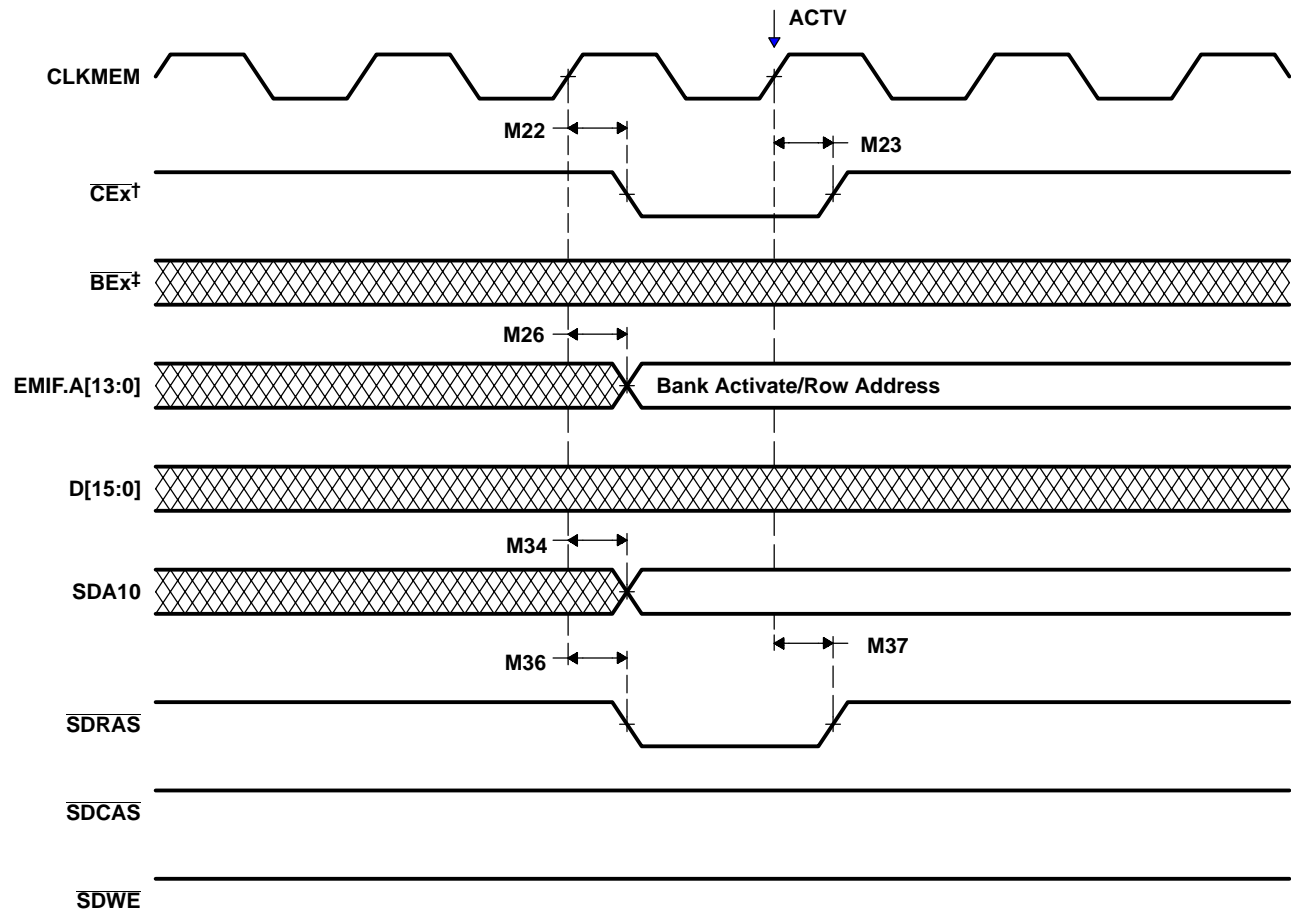 ACTV
CLKMEM
M22
M23
CEx†
BEx‡
M26
EMIF.A[13:0]
Bank Activate/Row Address
D[15:0]
M34
SDA10
M37
M36
SDRAS
SDCAS
SDWE